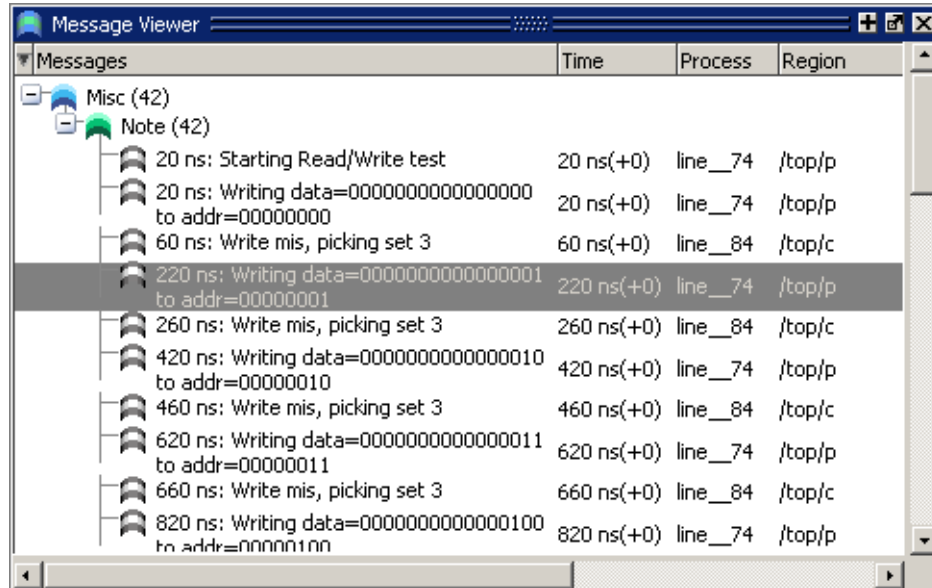 Message Viewer
Messages Time Process Region
Misc (42)
Note (42)
20 ns: Starting Read/Write test 20 ns(+0) line__74 /top/p
20 ns: Writing data=0000000000000000
to addr=00000000 20 ns(+0) line__74 /top/p
60 ns: Write mis, picking set 3 60 ns(+0) line__84 /top/c
220 ns: Writing data=0000000000000001
to addr=00000001 220 ns(+0) line__74 /top/p
260 ns: Write mis, picking set 3 260 ns(+0) line__84 /top/c
420 ns: Writing data=0000000000000010
to addr=00000010 420 ns(+0) line__74 /top/p
460 ns: Write mis, picking set 3 460 ns(+0) line__84 /top/c
620 ns: Writing data=0000000000000011
to addr=00000011 620 ns(+0) line__74 /top/p
660 ns: Write mis, picking set 3 660 ns(+0) line__84 /top/c
820 ns: Writing data=0000000000000100
to addr=00000100 820 ns(+0) line__74 /top/p